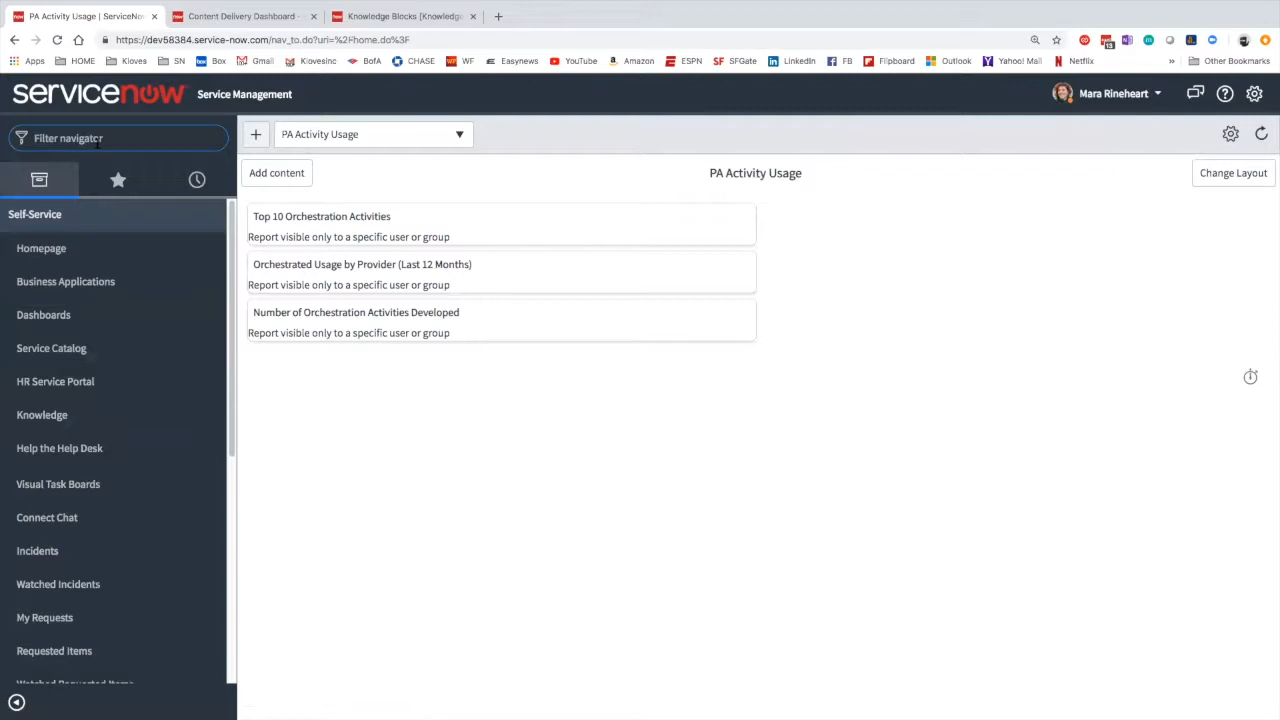 PA Activity Usage | ServiceNo
Content Delivery Dashboard -
Knowledge Blocks [Knowledge
https://dev58384.service-now.com/nav_to.do?uri=%2Fhome.do%3F
Apps HOME Kloves SN Box Gmail Klovesinc BofA CHASE WF Easynews YouTube Amazon ESPN SFGate LinkedIn FB Flipboard Outlook Yahoo! Mail Netflix » Other Bookmarks
servicenow Service Management
Mara Rineheart
Filter navigator
PA Activity Usage
Add content
PA Activity Usage
Change Layout
Self-Service
Homepage
Business Applications
Dashboards
Service Catalog
HR Service Portal
Knowledge
Help the Help Desk
Visual Task Boards
Connect Chat
Incidents
Watched Incidents
My Requests
Requested Items
Watched Requested Items
Top 10 Orchestration Activities
Report visible only to a specific user or group
Orchestrated Usage by Provider (Last 12 Months)
Report visible only to a specific user or group
Number of Orchestration Activities Developed
Report visible only to a specific user or group